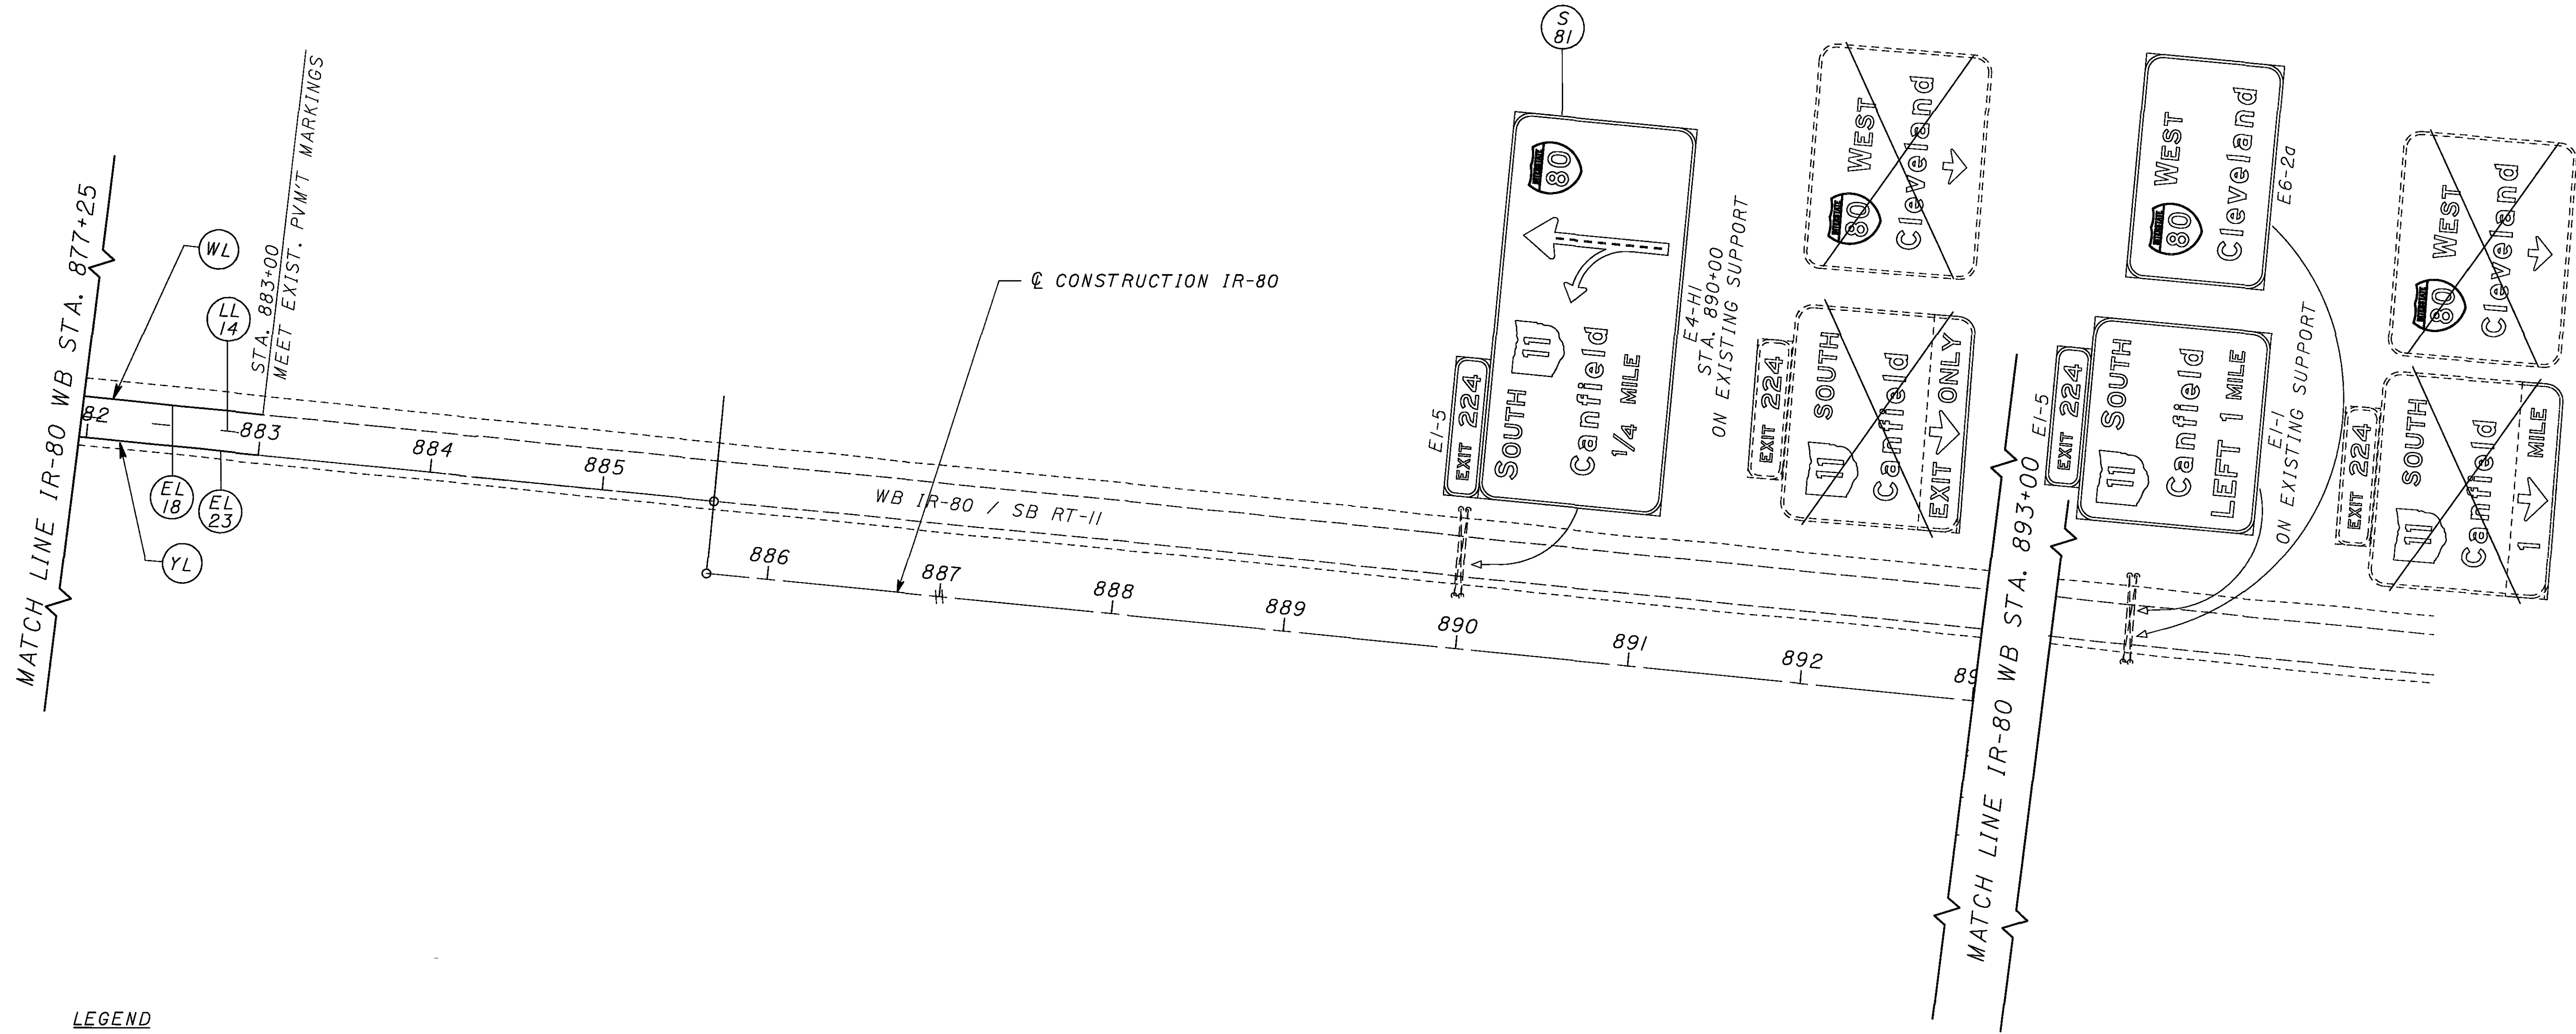 MATCH LINE IR-80 WB STA. 877+25
WL
LL
14
STA. 883+00
MEET EXIST. PVM'T MARKINGS
EL
18
EL
23
YL
82
883
884
885
WB IR-80 / SB RT-11
℄ CONSTRUCTION IR-80
886
887
888
889
890
891
892
89
S
81
E1-5
EXIT 224
SOUTH 11
Canfield
1/4 MILE
INTERSTATE
80
E4-H1
STA. 890+00
ON EXISTING SUPPORT
INTERSTATE
80 WEST
Cleveland
EXIT 224
11 SOUTH
Canfield
EXIT ONLY
MATCH LINE IR-80 WB STA. 893+00
INTERSTATE
80 WEST
Cleveland
E6-2a
E1-5
EXIT 224
11 SOUTH
Canfield
LEFT 1 MILE
E1-1
ON EXISTING SUPPORT
INTERSTATE
80 WEST
Cleveland
EXIT 224
11 SOUTH
Canfield
1 MILE
LEGEND